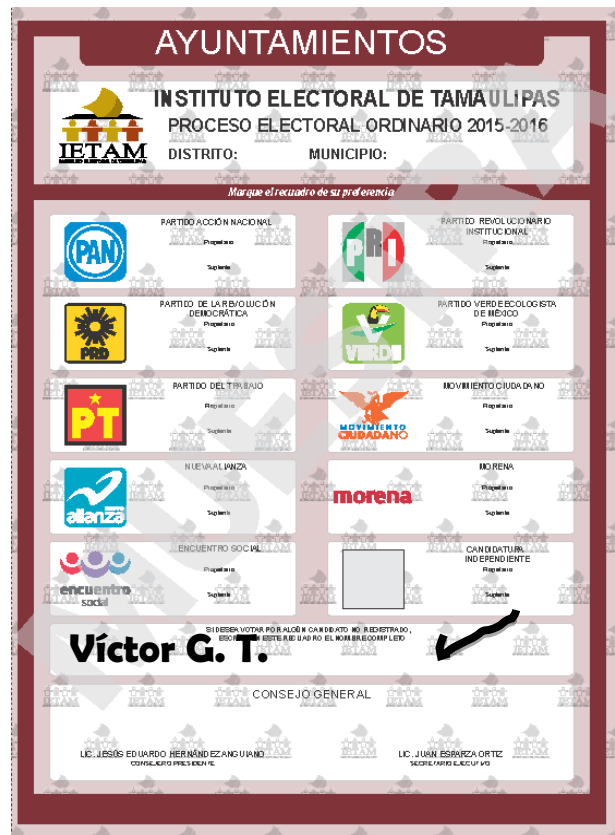 AYUNTAMIENTOS
INSTITUTO ELECTORAL DE TAMAULIPAS
PROCESO ELECTORAL ORDINARIO 2015-2016
IETAM
DISTRITO: MUNICIPIO:
Marque el recuadro de su preferencia
PAN
PARTIDO ACCIÓN NACIONAL
Propietario
Suplente
PRI
PARTIDO REVOLUCIONARIO
INSTITUCIONAL
Propietario
Suplente
PRD
PARTIDO DE LA REVOLUCIÓN
DEMOCRÁTICA
Propietario
Suplente
VERDE
PARTIDO VERDE ECOLOGISTA
DE MÉXICO
Propietario
Suplente
PT
PARTIDO DEL TRABAJO
Propietario
Suplente
MOVIMIENTO
CIUDADANO
MOVIMIENTO CIUDADANO
Propietario
Suplente
alianza
NUEVA ALIANZA
Propietario
Suplente
morena
MORENA
Propietario
Suplente
encuentro
social
ENCUENTRO SOCIAL
Propietario
Suplente
CANDIDATURA
INDEPENDIENTE
Propietario
Suplente
SI DESEA VOTAR POR ALGÚN CANDIDATO NO REGISTRADO,
ESCRIBA EN ESTE RECUADRO EL NOMBRE COMPLETO
Víctor G. T.
CONSEJO GENERAL
LIC. JESÚS EDUARDO HERNÁNDEZ ANGUIANO
CONSEJERO PRESIDENTE
LIC. JUAN ESPARZA ORTIZ
SECRETARIO EJECUTIVO
MUESTRA